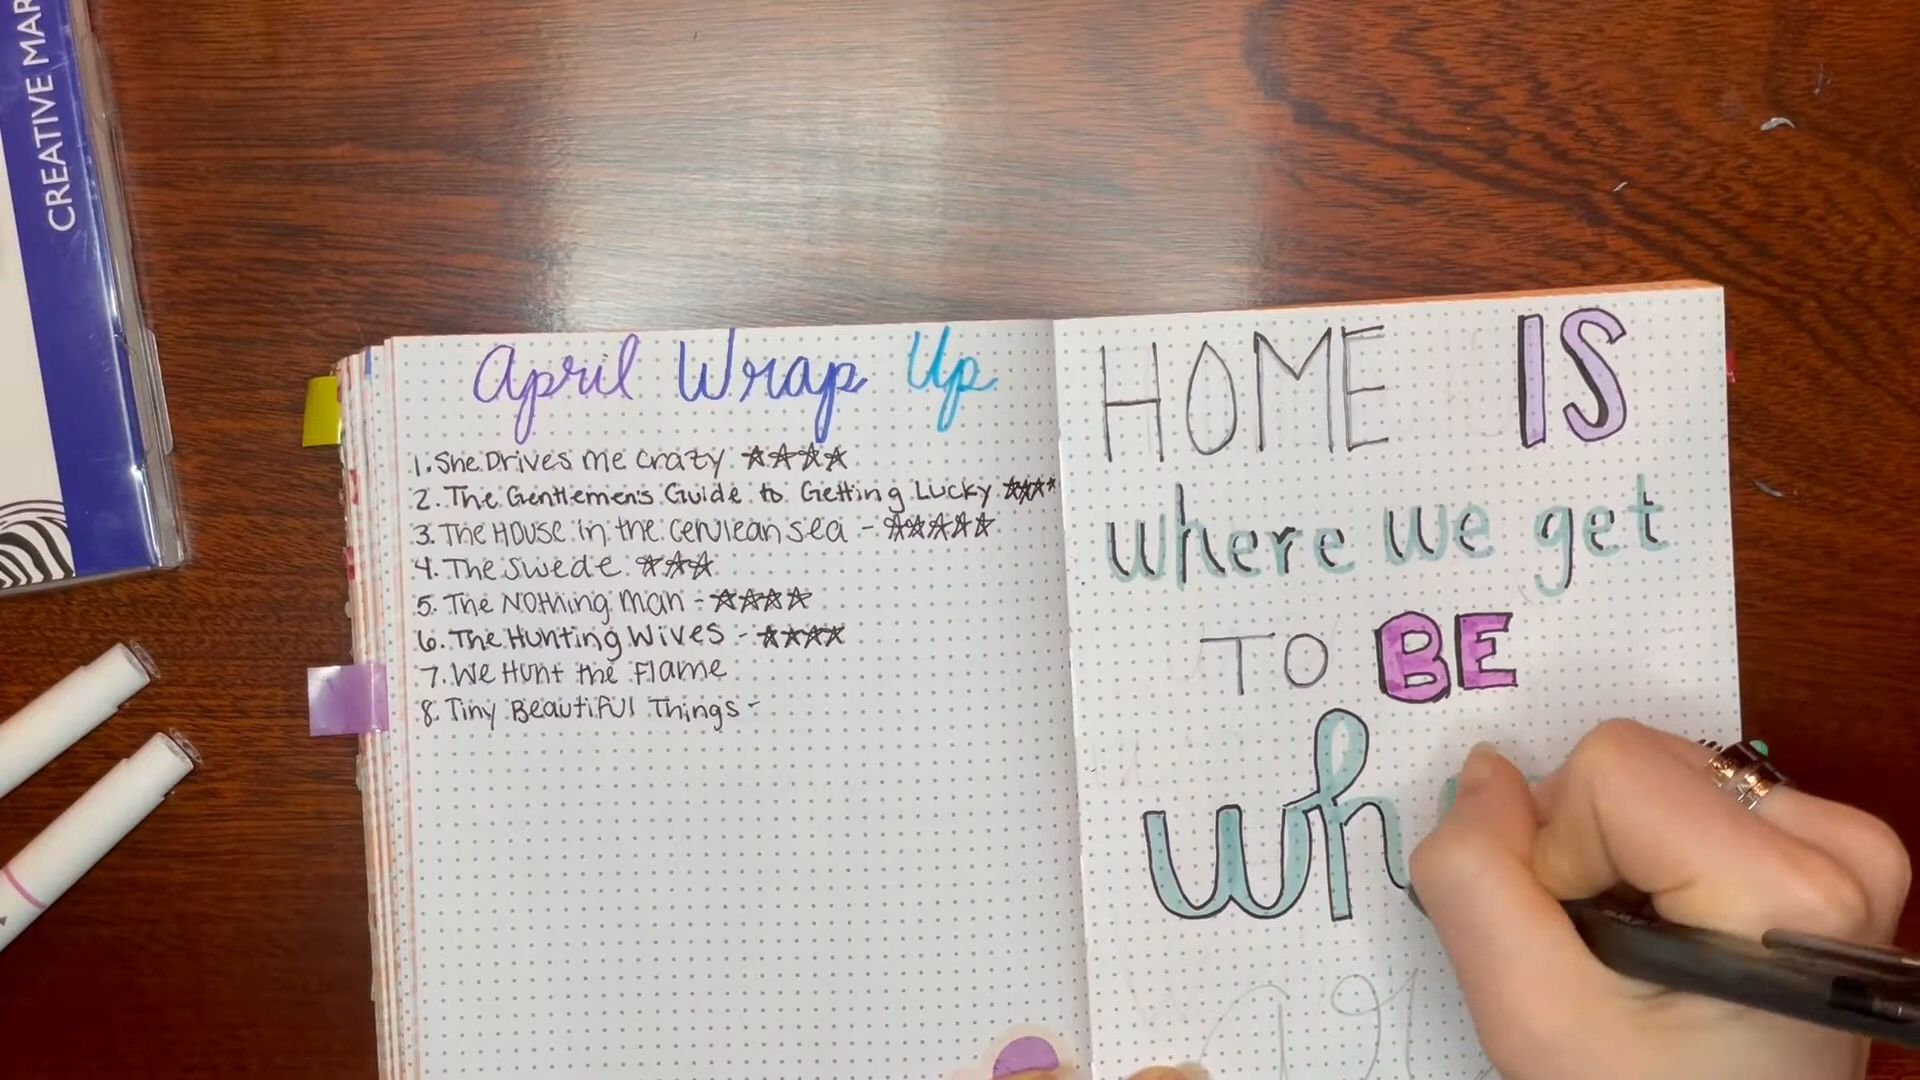 CREATIVE MAR
April Wrap Up
1. She Drives Me Crazy ☆☆☆☆
2. The Gentlemen's Guide to Getting Lucky ☆☆☆☆
3. The House in the Cerulean Sea - ☆☆☆☆☆
4. The Swede ☆☆☆
5. The Nothing Man - ☆☆☆☆
6. The Hunting Wives - ☆☆☆☆
7. We Hunt the Flame
8. Tiny Beautiful Things -
HOME IS
where we get
TO BE
wh